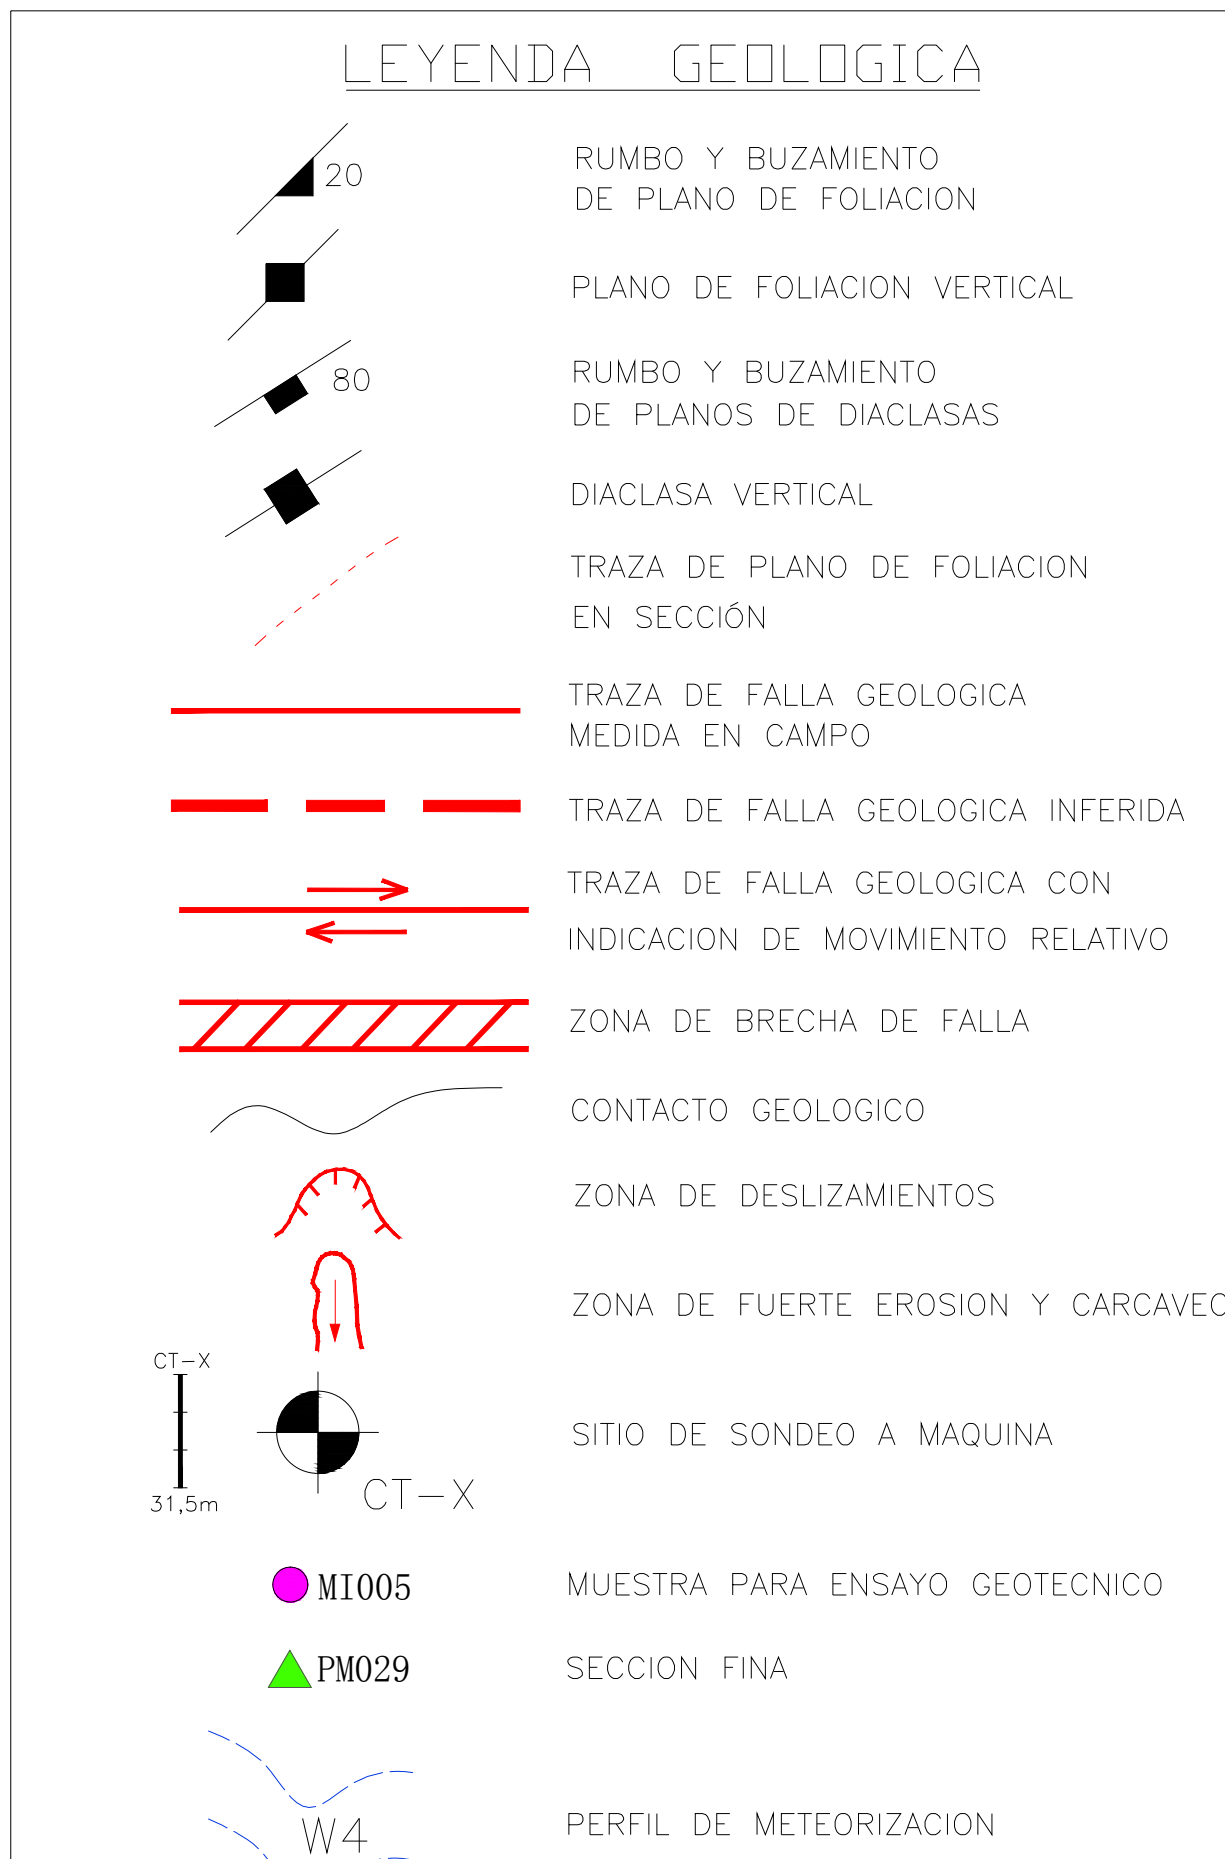 LEYENDA GEOLOGICA
20
RUMBO Y BUZAMIENTO
DE PLANO DE FOLIACION
PLANO DE FOLIACION VERTICAL
80
RUMBO Y BUZAMIENTO
DE PLANOS DE DIACLASAS
DIACLASA VERTICAL
TRAZA DE PLANO DE FOLIACION
EN SECCIÓN
TRAZA DE FALLA GEOLOGICA
MEDIDA EN CAMPO
TRAZA DE FALLA GEOLOGICA INFERIDA
TRAZA DE FALLA GEOLOGICA CON
INDICACION DE MOVIMIENTO RELATIVO
ZONA DE BRECHA DE FALLA
CONTACTO GEOLOGICO
ZONA DE DESLIZAMIENTOS
ZONA DE FUERTE EROSION Y
CT-X
31,5m
CT-X
SITIO DE SONDEO A MAQUINA
MI005
MUESTRA PARA ENSAYO GEOTECNICO
PM029
SECCION FINA
W4
PERFIL DE METEORIZACION